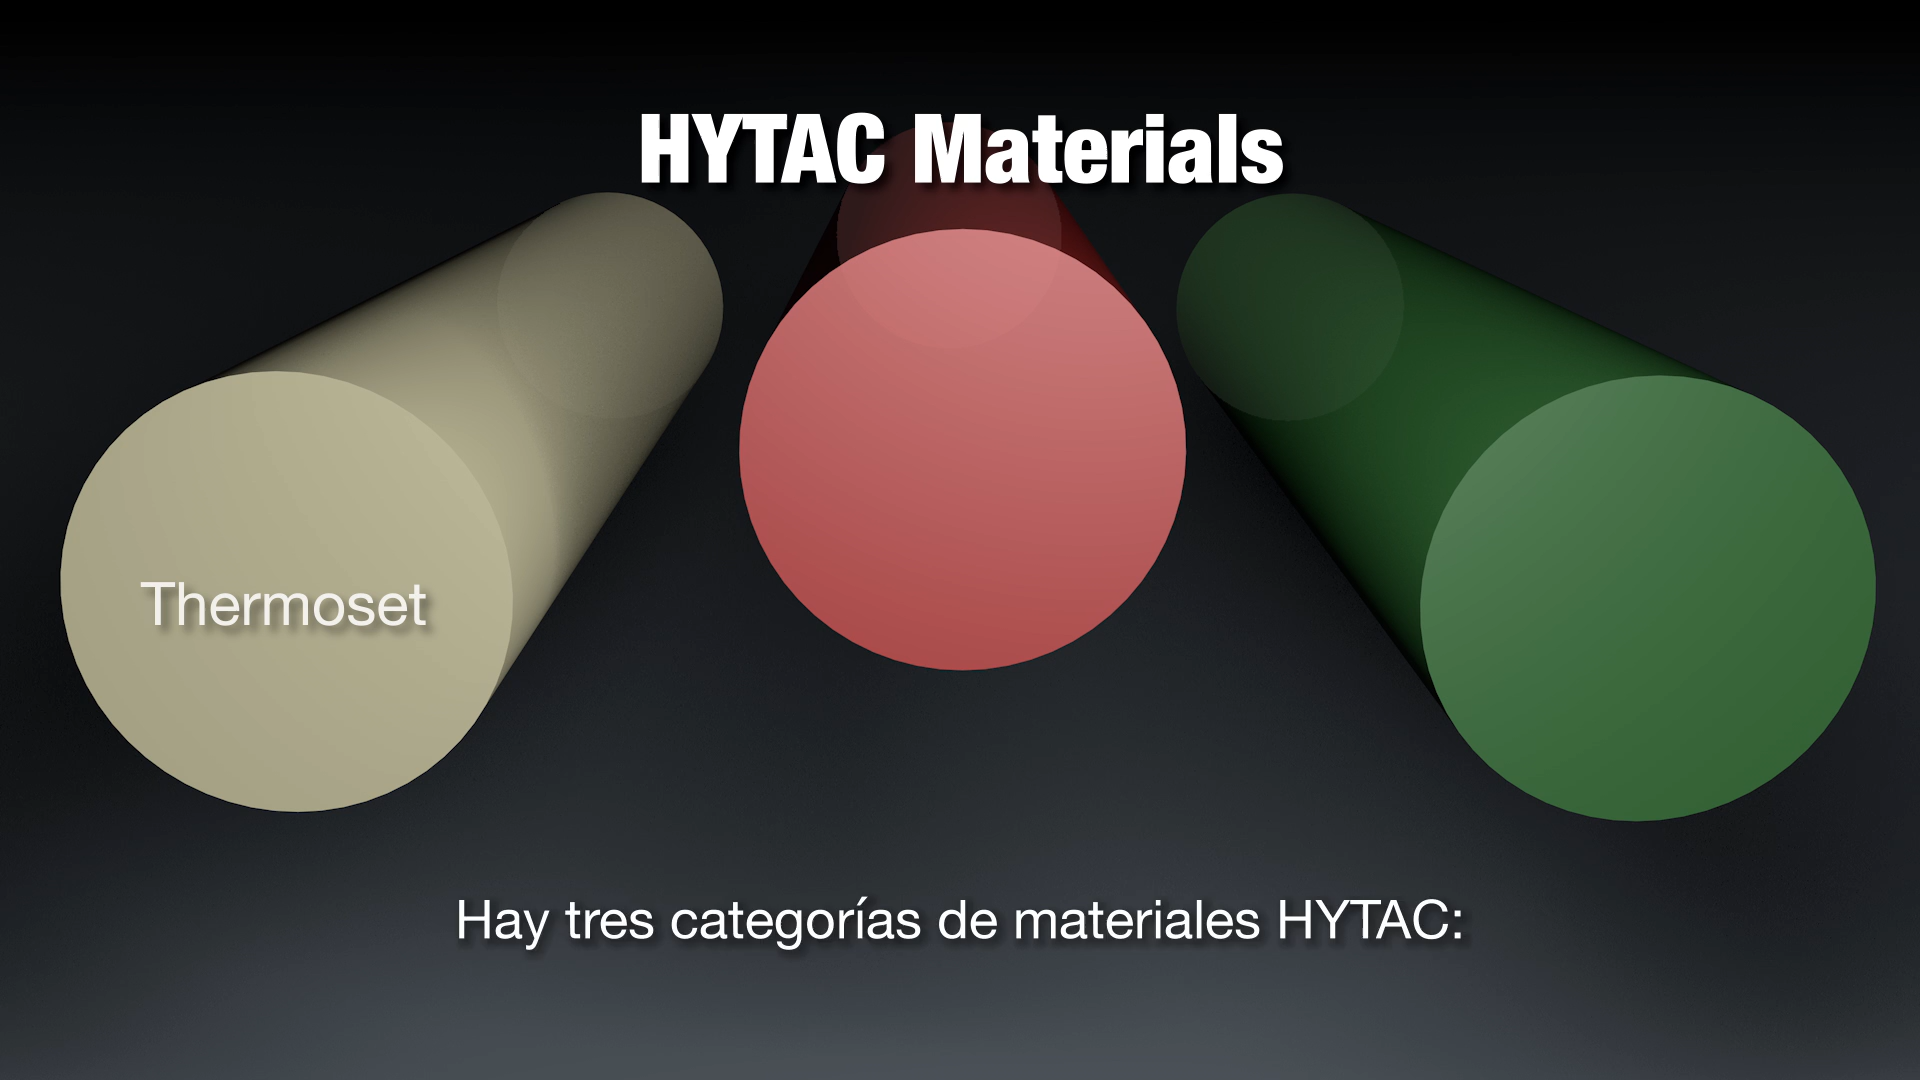 HYTAC Materials
Thermoset
Hay tres categorías de materiales HYTAC: